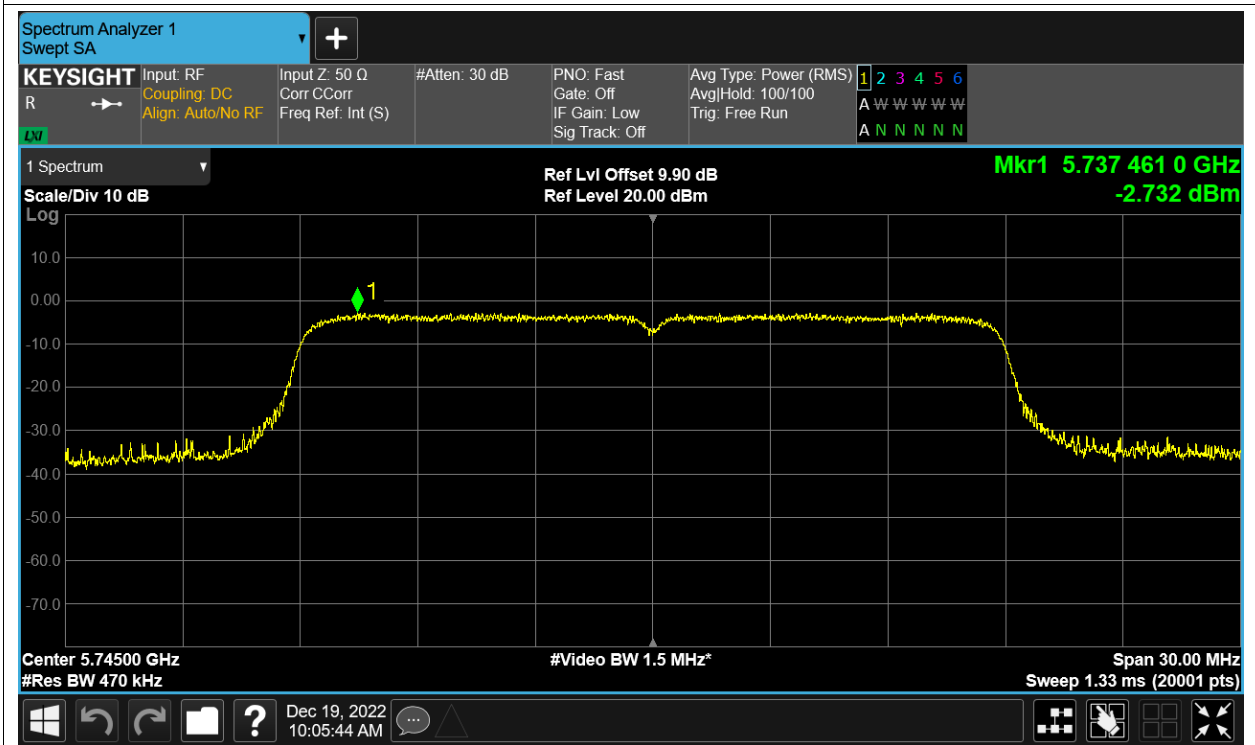 Spectrum Analyzer 1
Swept SA
+
KEYSIGHT
R
LXI
Input: RF
Coupling: DC
Align: Auto/No RF
Input Z: 50 Ω
Corr CCorr
Freq Ref: Int (S)
#Atten: 30 dB
PNO: Fast
Gate: Off
IF Gain: Low
Sig Track: Off
Avg Type: Power (RMS)
Avg|Hold: 100/100
Trig: Free Run
1 2 3 4 5 6
A W W W W W
A N N N N N
1 Spectrum
Scale/Div 10 dB
Log
Ref Lvl Offset 9.90 dB
Ref Level 20.00 dBm
Mkr1 5.737 461 0 GHz
-2.732 dBm
10.0
0.00
-10.0
-20.0
-30.0
-40.0
-50.0
-60.0
-70.0
1
Center 5.74500 GHz
#Res BW 470 kHz
#Video BW 1.5 MHz*
Span 30.00 MHz
Sweep 1.33 ms (20001 pts)
?
Dec 19, 2022
10:05:44 AM